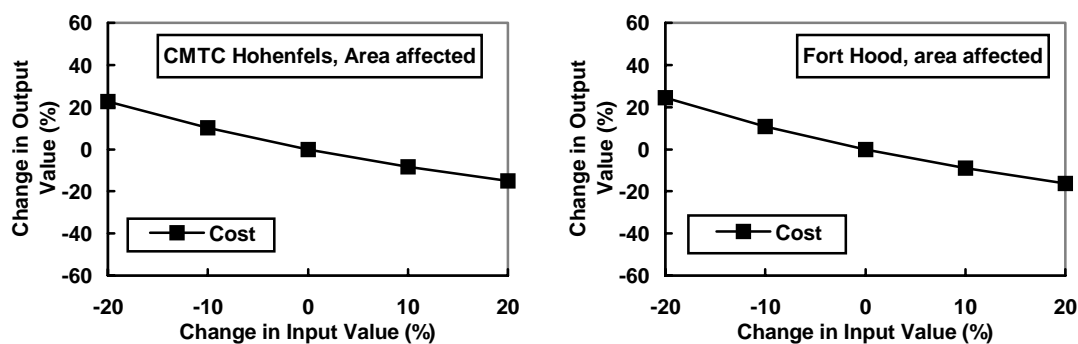 CMTC Hohenfels, Area affected
Change in Output
Value (%)
60
40
20
0
-20
-40
-60
Cost
-20 -10 0 10 20
Change in Input Value (%)
Fort Hood, area affected
Change in Output
Value (%)
60
40
20
0
-20
-40
-60
Cost
-20 -10 0 10 20
Change in Input Value (%)